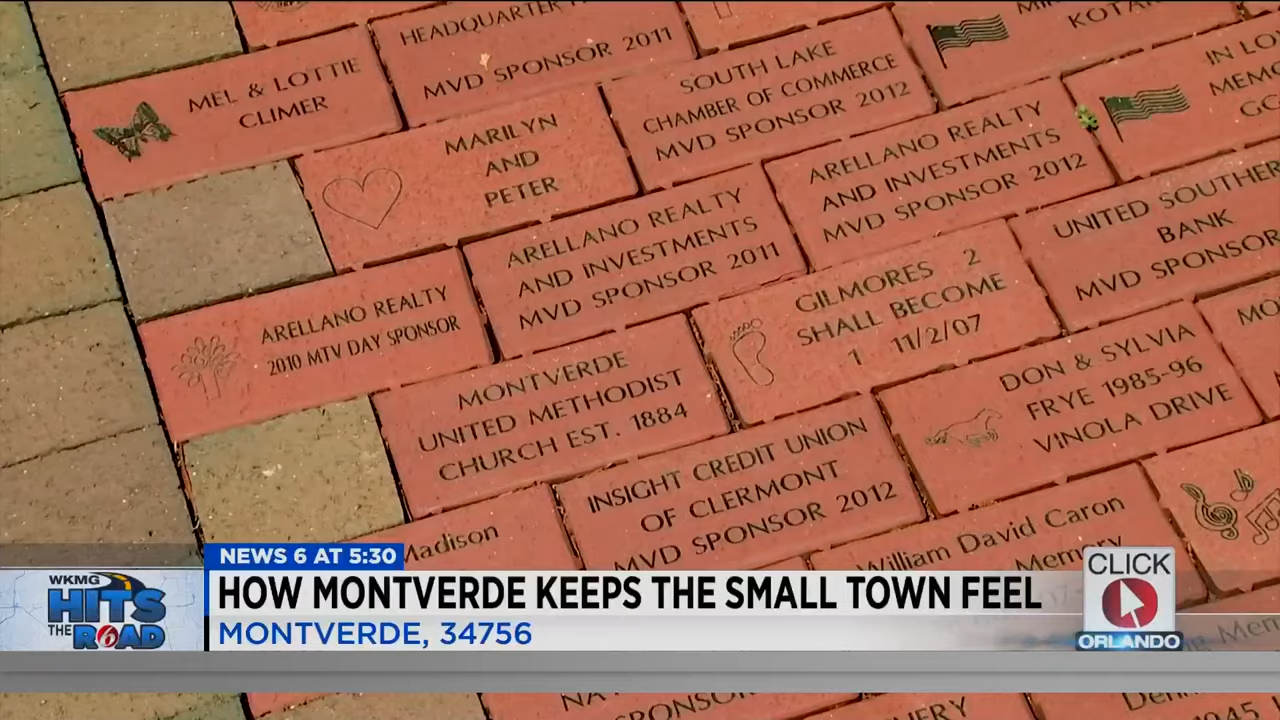 HEADQUARTER
MVD SPONSOR 2011
MEL & LOTTIE
CLIMER
SOUTH LAKE
CHAMBER OF COMMERCE
MVD SPONSOR 2012
MARILYN
AND
PETER
ARELLANO REALTY
AND INVESTMENTS
MVD SPONSOR 2012
IN LO
MEMO
ARELLANO REALTY
AND INVESTMENTS
MVD SPONSOR 2011
UNITED SOUTHER
BANK
MVD SPONSOR
ARELLANO REALTY
2010 MTV DAY SPONSOR
GILMORES 2
SHALL BECOME
1 11/2/07
MONTVERDE
UNITED METHODIST
CHURCH EST. 1884
DON & SYLVIA
FRYE 1985-96
VINOLA DRIVE
INSIGHT CREDIT UNION
OF CLERMONT
MVD SPONSOR 2012
Madison
William David Caron
Memory
NEWS 6 AT 5:30
HOW MONTVERDE KEEPS THE SMALL TOWN FEEL
MONTVERDE, 34756
WKMG
HITS
THE ROAD
6
CLICK
ORLANDO